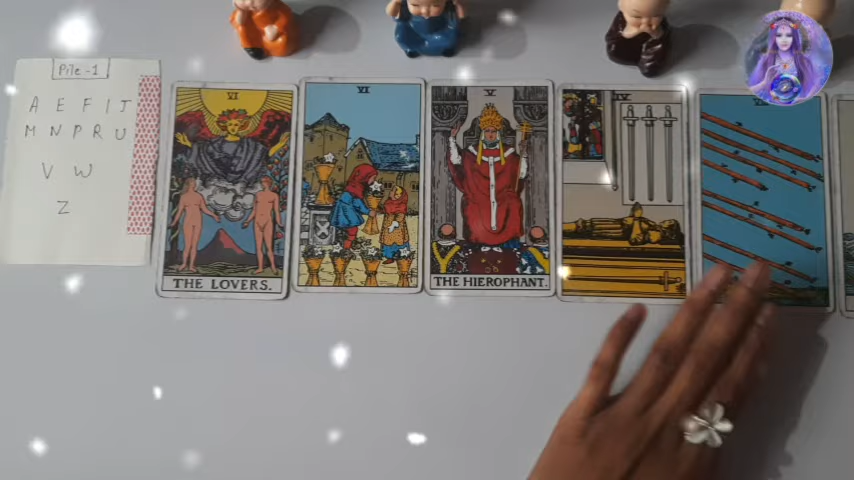 Pile-1
A E F I J
M N P R U
V W
Z
VI
THE LOVERS.
VI
V
THE HIEROPHANT.
IV